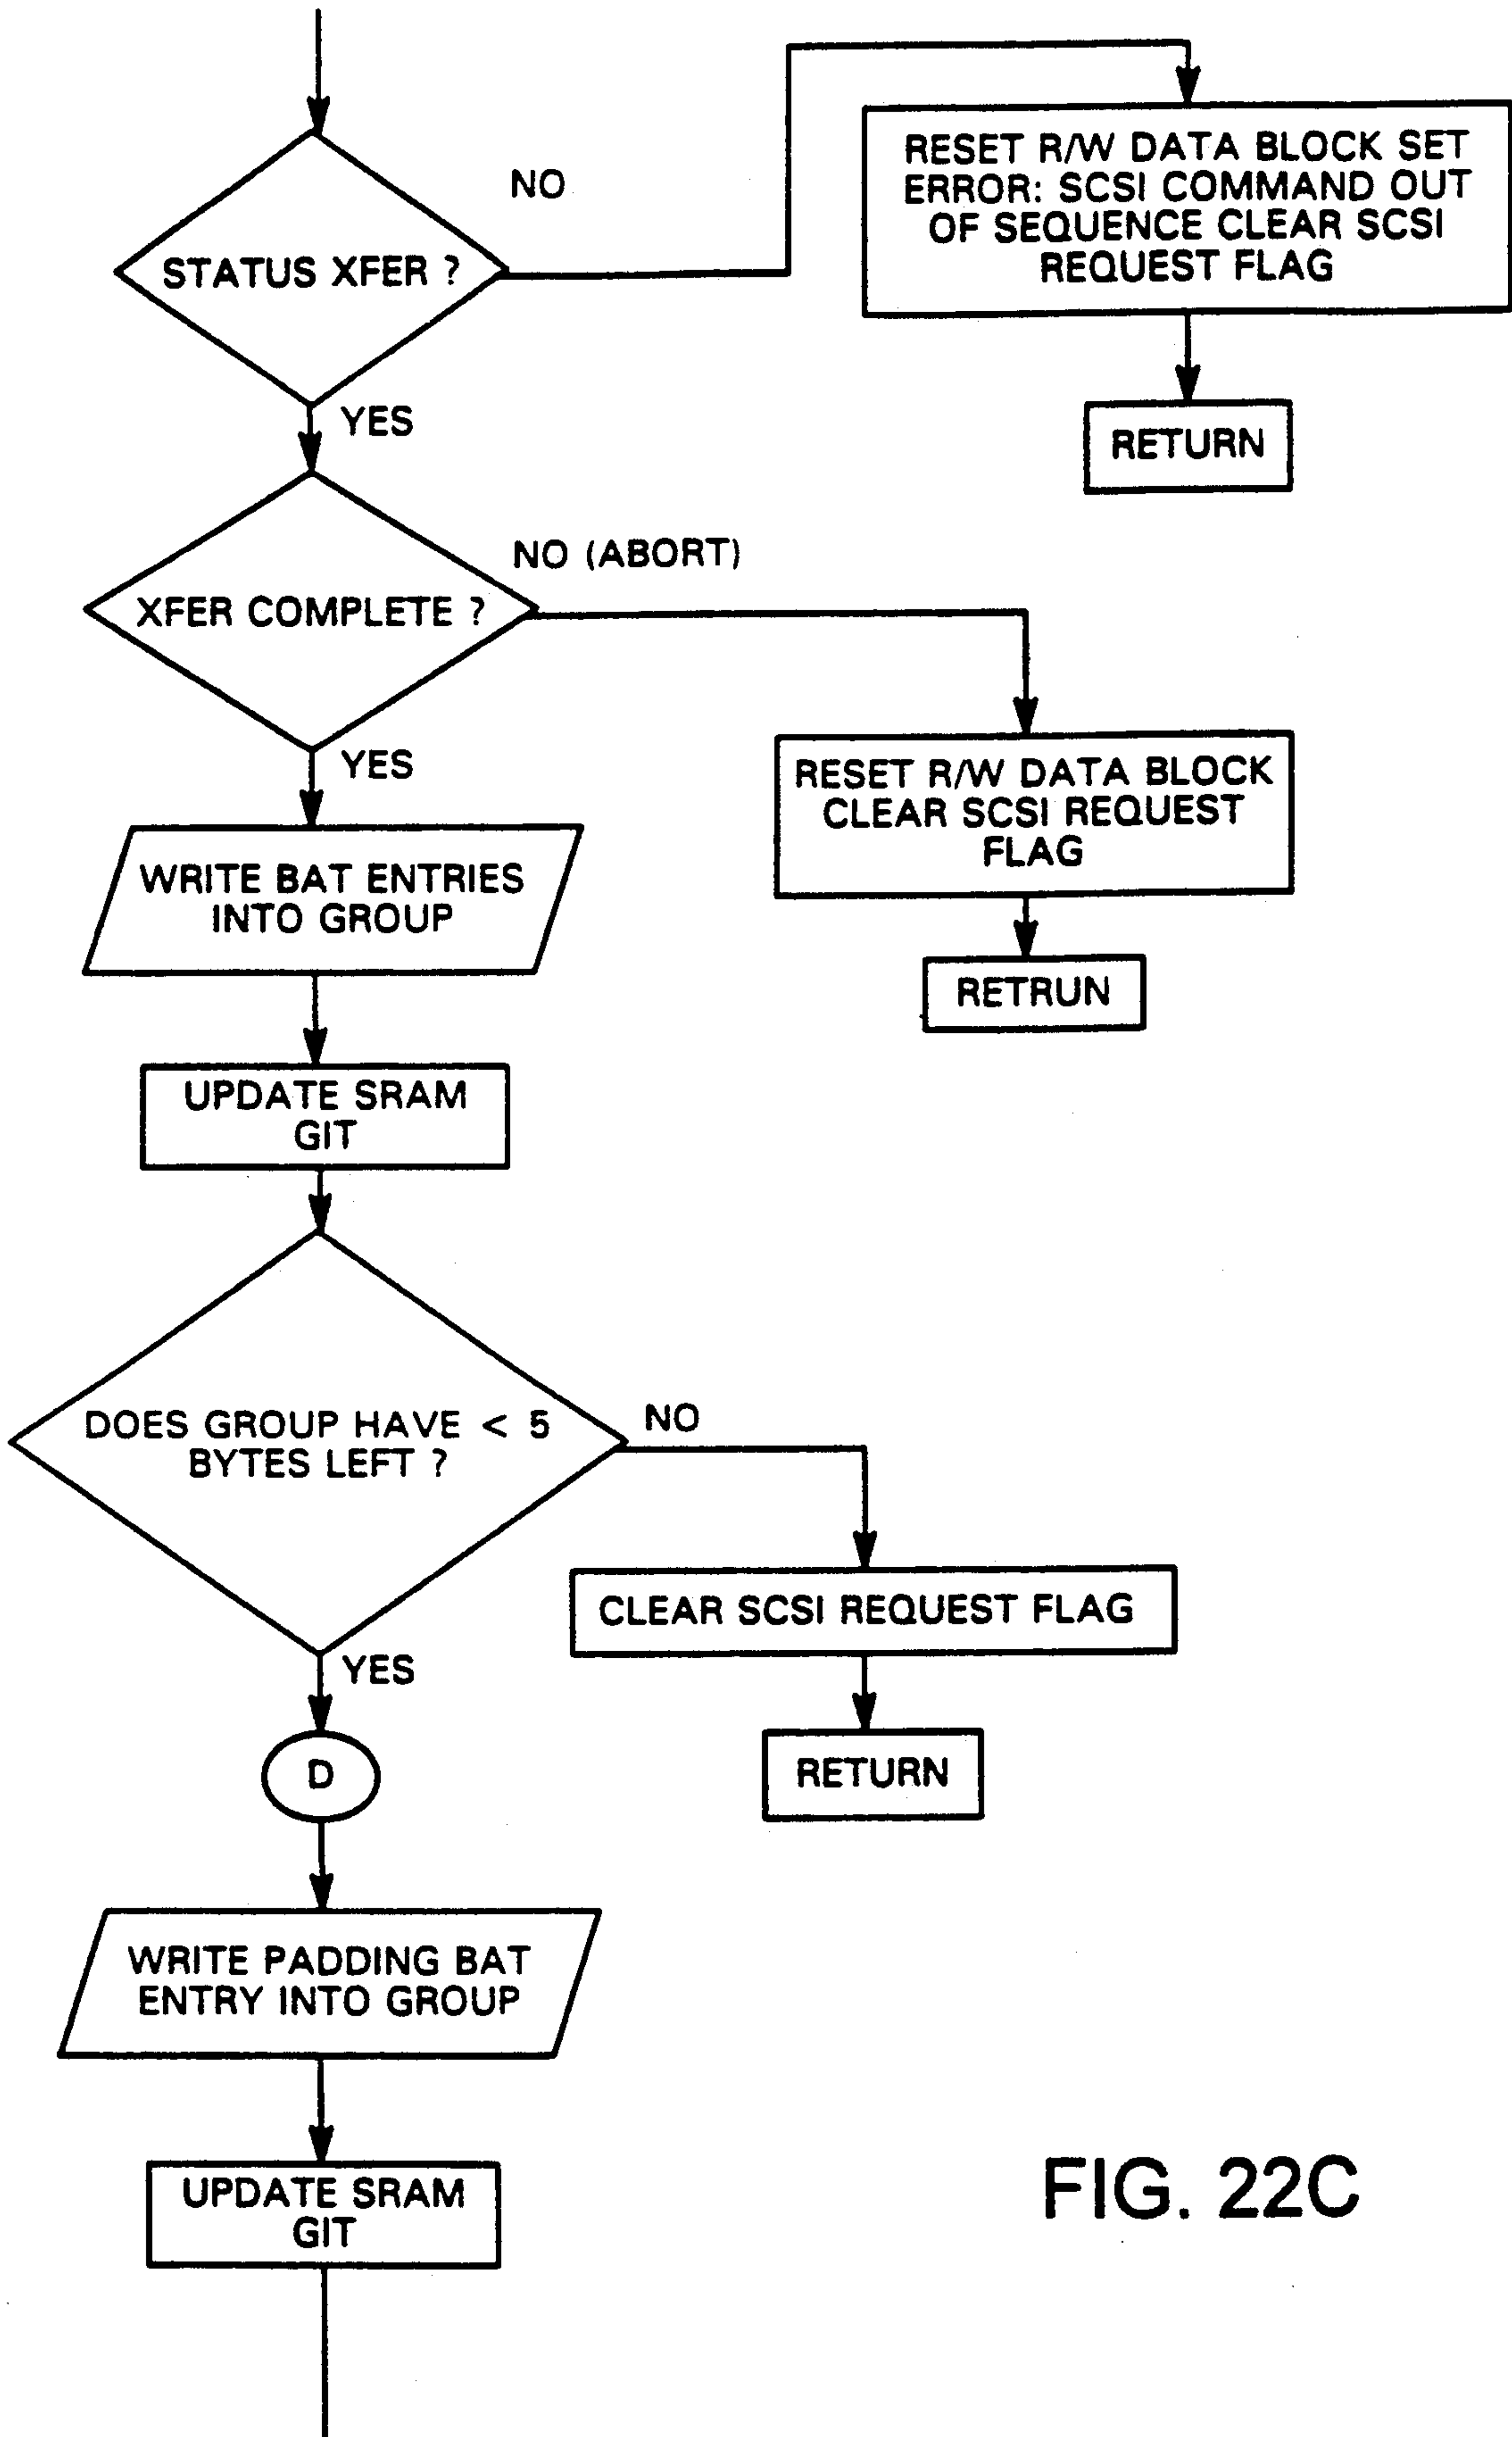 STATUS XFER ?
NO
RESET R/W DATA BLOCK SET
ERROR: SCSI COMMAND OUT
OF SEQUENCE CLEAR SCSI
REQUEST FLAG
RETURN
YES
XFER COMPLETE ?
NO (ABORT)
RESET R/W DATA BLOCK
CLEAR SCSI REQUEST
FLAG
RETRUN
YES
WRITE BAT ENTRIES
INTO GROUP
UPDATE SRAM
GIT
DOES GROUP HAVE < 5
BYTES LEFT ?
NO
CLEAR SCSI REQUEST FLAG
RETURN
YES
D
WRITE PADDING BAT
ENTRY INTO GROUP
UPDATE SRAM
GIT
FIG. 22C